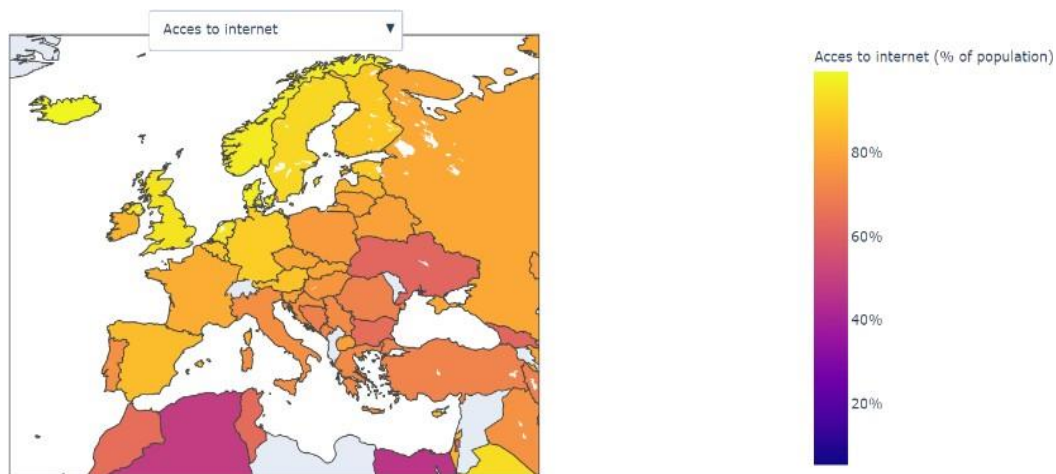 Acces to internet ▼
Acces to internet (% of population)
80%
60%
40%
20%